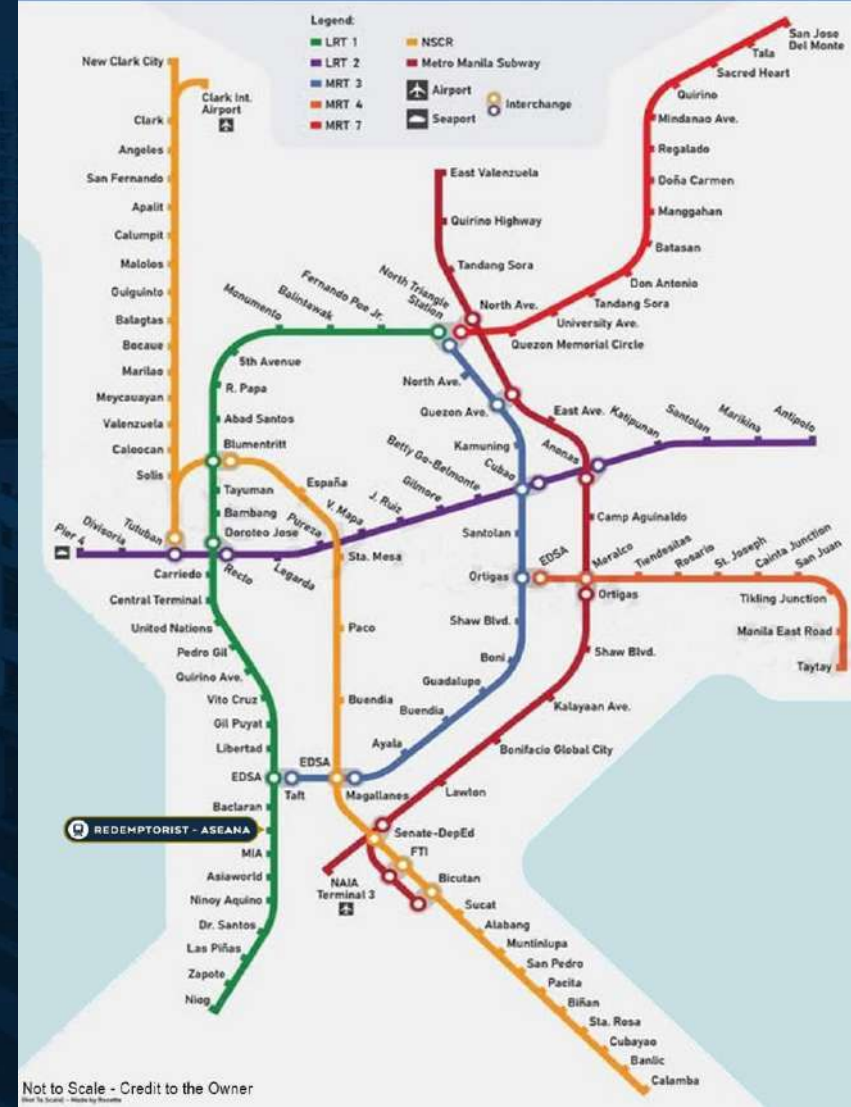 Legend:
LRT 1
LRT 2
MRT 3
MRT 4
MRT 7
NSCR
Metro Manila Subway
Airport
Seaport
Interchange
New Clark City
Clark Int.
Airport
Clark
Angeles
San Fernando
Apalit
Calumpit
Malolos
Guiguinto
Balagtas
Bocaue
Marilao
Meycauayan
Valenzuela
Caloocan
Solis
San Jose
Del Monte
Tala
Sacred Heart
Quirino
Mindanao Ave.
Regalado
Doña Carmen
Manggahan
Batasan
Don Antonio
Tandang Sora
University Ave.
Quezon Memorial Circle
East Valenzuela
Quirino Highway
Tandang Sora
North Ave.
North Triangle
Station
Fernando Poe Jr.
Balintawak
Monumento
5th Avenue
R. Papa
Abad Santos
Blumentritt
Tayuman
Bambang
Doroteo Jose
Carriedo
Central Terminal
United Nations
Pedro Gil
Quirino Ave.
Vito Cruz
Gil Puyat
Libertad
EDSA
Baclaran
REDEMPTORIST - ASEANA
MIA
Asiaworld
Ninoy Aquino
Dr. Santos
Las Piñas
Zapote
Niog
North Ave.
Quezon Ave.
Kamuning
Cubao
Santolan
Ortigas
Shaw Blvd.
Boni
Guadalupe
Buendia
Ayala
Taft
Magallanes
EDSA
Pier 4
Divisoria
Tutuban
Recto
Legarda
Pureza
V. Mapa
J. Ruiz
Gilmore
Betty Go-Belmonte
Anonas
Katipunan
Santolan
Marikina
Antipolo
España
Sta. Mesa
Paco
Buendia
East Ave.
Camp Aguinaldo
EDSA
Meralco
Tiendesitas
Rosario
St. Joseph
Cainta Junction
San Juan
Tikling Junction
Manila East Road
Taytay
Ortigas
Shaw Blvd.
Kalayaan Ave.
Bonifacio Global City
Lawton
Senate-DepEd
NAIA
Terminal 3
FTI
Bicutan
Sucat
Alabang
Muntinlupa
San Pedro
Pacita
Biñan
Sta. Rosa
Cubayao
Banlic
Calamba
Not to Scale - Credit to the Owner